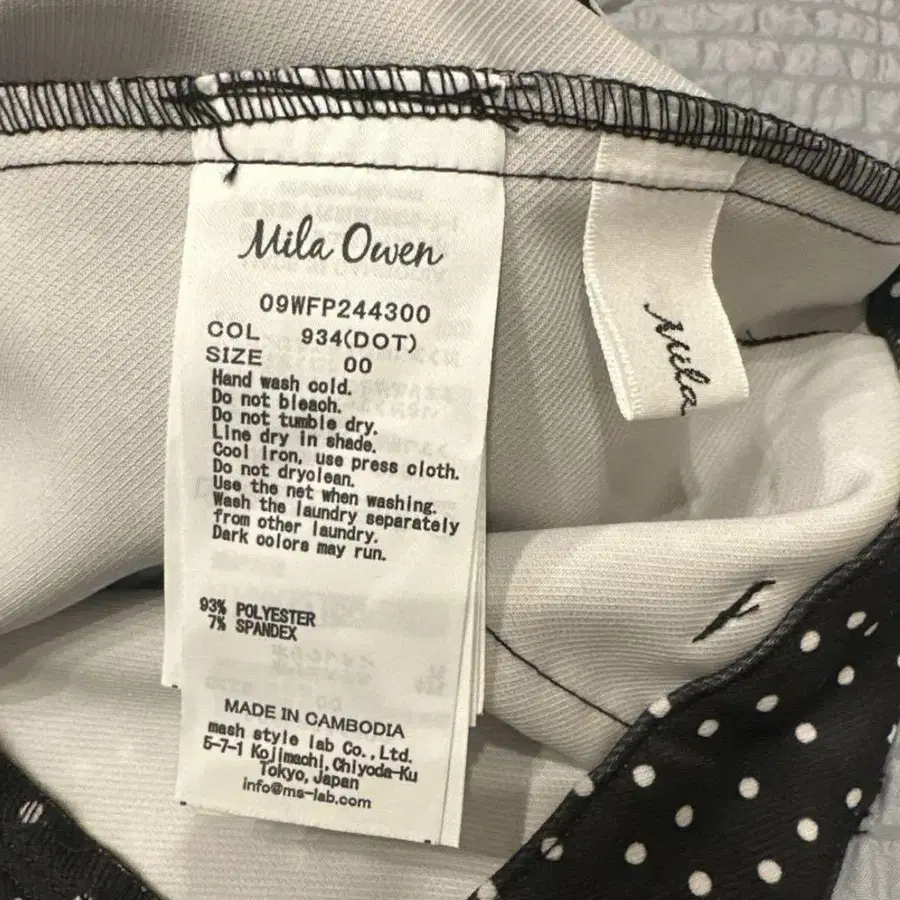 Mila Owen
09WFP244300
COL 934(DOT)
SIZE 00
Hand wash cold.
Do not bleach.
Do not tumble dry.
Line dry in shade.
Cool iron, use press cloth.
Do not dryclean.
Use the net when washing.
Wash the laundry separately
from other laundry.
Dark colors may run.
93% POLYESTER
7% SPANDEX
MADE IN CAMBODIA
mash style lab Co., Ltd.
5-7-1 Kojimachi, Chiyoda-Ku
Tokyo, Japan
info@ms-lab.com
Mila